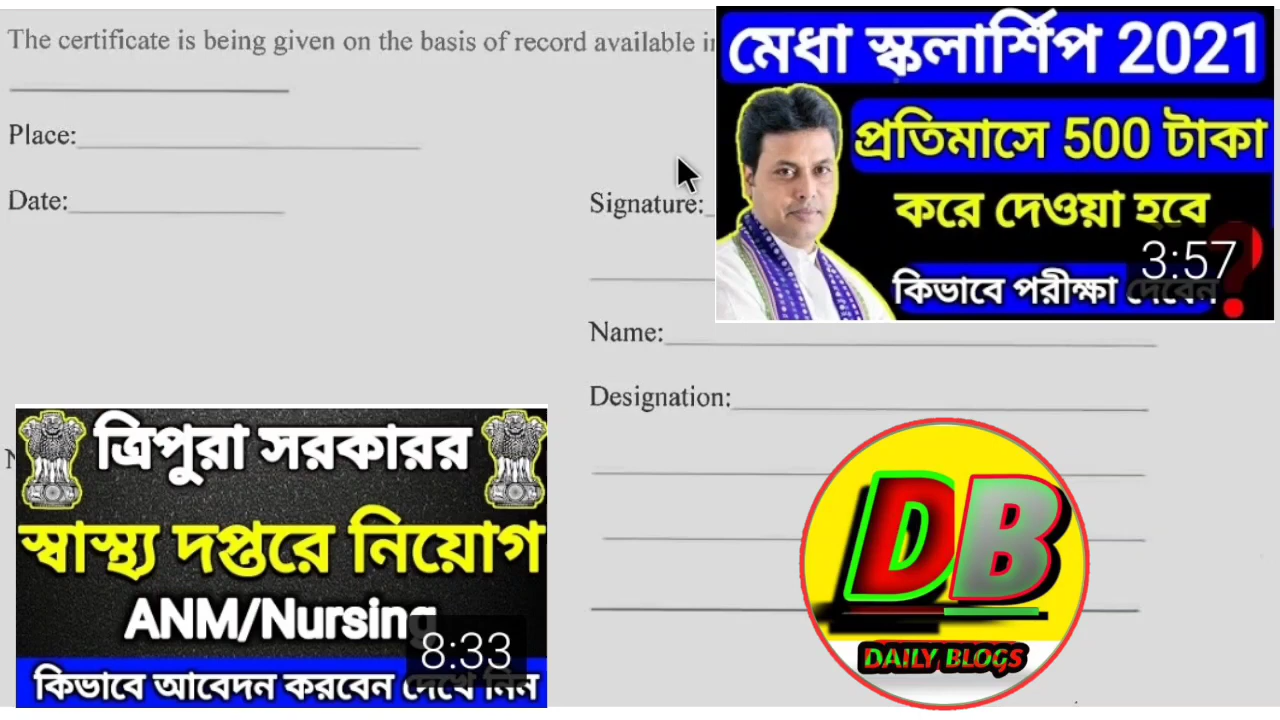 The certificate is being given on the basis of record available
Place:
Date:
Signature:
Name:
Designation:
মেধা স্কলার্শিপ 2021
প্রতিমাসে 500 টাকা
করে দেওয়া হবে
3:57
কিভাবে পরীক্ষা দেবেন ?
ত্রিপুরা সরকারর
স্বাস্থ্য দপ্তরে নিয়োগ
ANM/Nursing
8:33
কিভাবে আবেদন করবেন দেখে নিন
DB
DAILY BLOGS